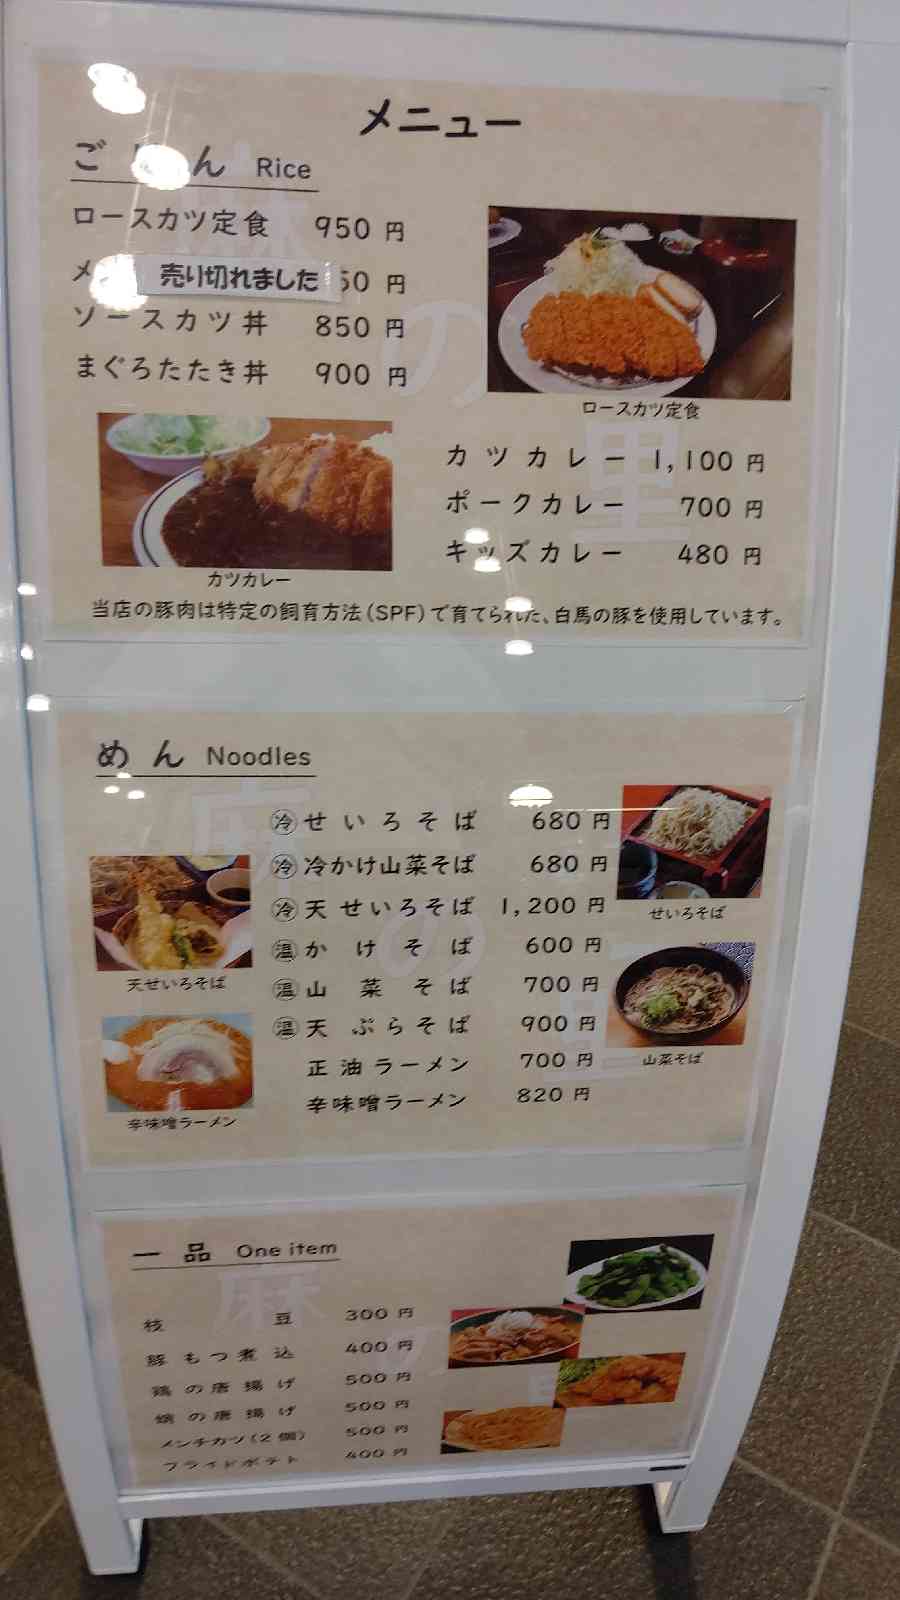 メニュー
ごはん Rice
ロースカツ定食 950 円
メ 売り切れました 50 円
ソースカツ丼 850 円
まぐろたたき丼 900 円
ロースカツ定食
カツカレー 1,100 円
ポークカレー 700 円
キッズカレー 480 円
カツカレー
当店の豚肉は特定の飼育方法(SPF)で育てられた、白馬の豚を使用しています。
めん Noodles
冷 せいろそば 680 円
冷 冷かけ山菜そば 680 円
冷 天せいろそば 1,200 円
温 かけそば 600 円
温 山菜そば 700 円
温 天ぷらそば 900 円
正油ラーメン 700 円
辛味噌ラーメン 820 円
せいろそば
天せいろそば
山菜そば
辛味噌ラーメン
一品 One item
枝豆 300 円
豚もつ煮込 400 円
鶏の唐揚げ 500 円
の唐揚げ 500 円
メンチカツ(2個) 500 円
フライドポテト 400 円